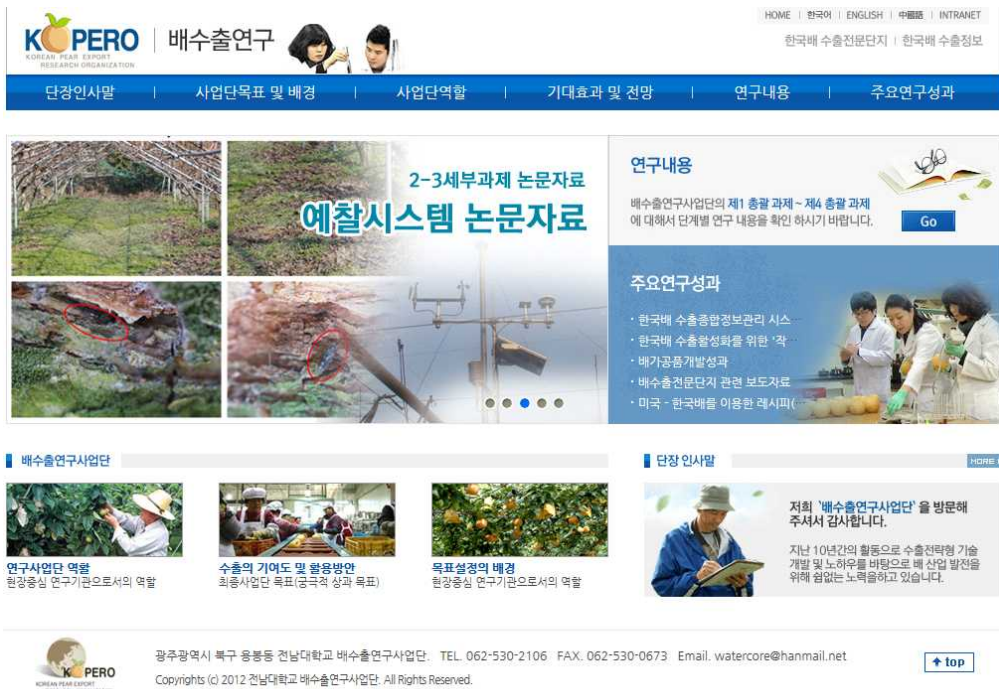 HOME | 한국어 | ENGLISH | 中國語 | INTRANET
KOPERO
KOREAN PEAR EXPORT
RESEARCH ORGANIZATION
배수출연구
한국배 수출전문단지 | 한국배 수출정보
단장인사말 | 사업단목표 및 배경 | 사업단역할 | 기대효과 및 전망 | 연구내용 | 주요연구성과
2-3세부과제 논문자료
예찰시스템 논문자료
연구내용
배수출연구사업단의 제1 총괄 과제 ~ 제4 총괄 과제
에 대해서 단계별 연구 내용을 확인 하시기 바랍니다.
Go
주요연구성과
· 한국배 수출종합정보관리 시스…
· 한국배 수출활성화를 위한 '작…
· 배가공품개발성과
· 배수출전문단지 관련 보도자료
· 미국 - 한국배를 이용한 레시피(…
배수출연구사업단
연구사업단 역활
현장중심 연구기관으로서의 역할
수출의 기여도 및 활용방안
최종사업단 목표(궁극적 상과 목표)
목표설정의 배경
현장중심 연구기관으로서의 역할
단장 인사말
저희 '배수출연구사업단' 을 방문해
주셔서 감사합니다.
지난 10년간의 활동으로 수출전략형 기술
개발 및 노하우를 바탕으로 배 산업 발전을
위해 쉼없는 노력을하고 있습니다.
KOPERO
KOREAN PEAR EXPORT
광주광역시 북구 용봉동 전남대학교 배수출연구사업단. TEL. 062-530-2106 FAX. 062-530-0673 Email. watercore@hanmail.net
Copyrights (c) 2012 전남대학교 배수출연구사업단. All Rights Reserved.
top